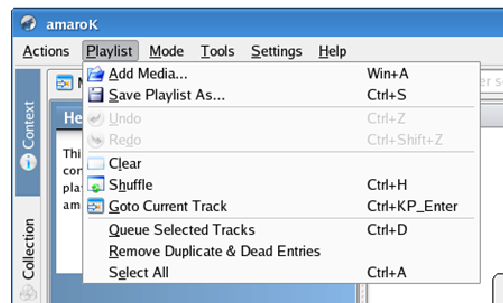 amaroK
Actions Playlist Mode Tools Settings Help
Add Media... Win+A
Save Playlist As... Ctrl+S
Undo Ctrl+Z
Redo Ctrl+Shift+Z
Clear
Shuffle Ctrl+H
Goto Current Track Ctrl+KP_Enter
Queue Selected Tracks Ctrl+D
Remove Duplicate & Dead Entries
Select All Ctrl+A
Context
Collection